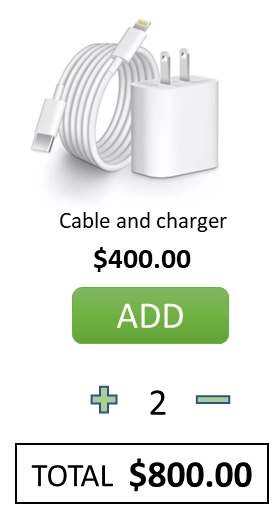 Cable and charger
$400.00
ADD
2
TOTAL $800.00